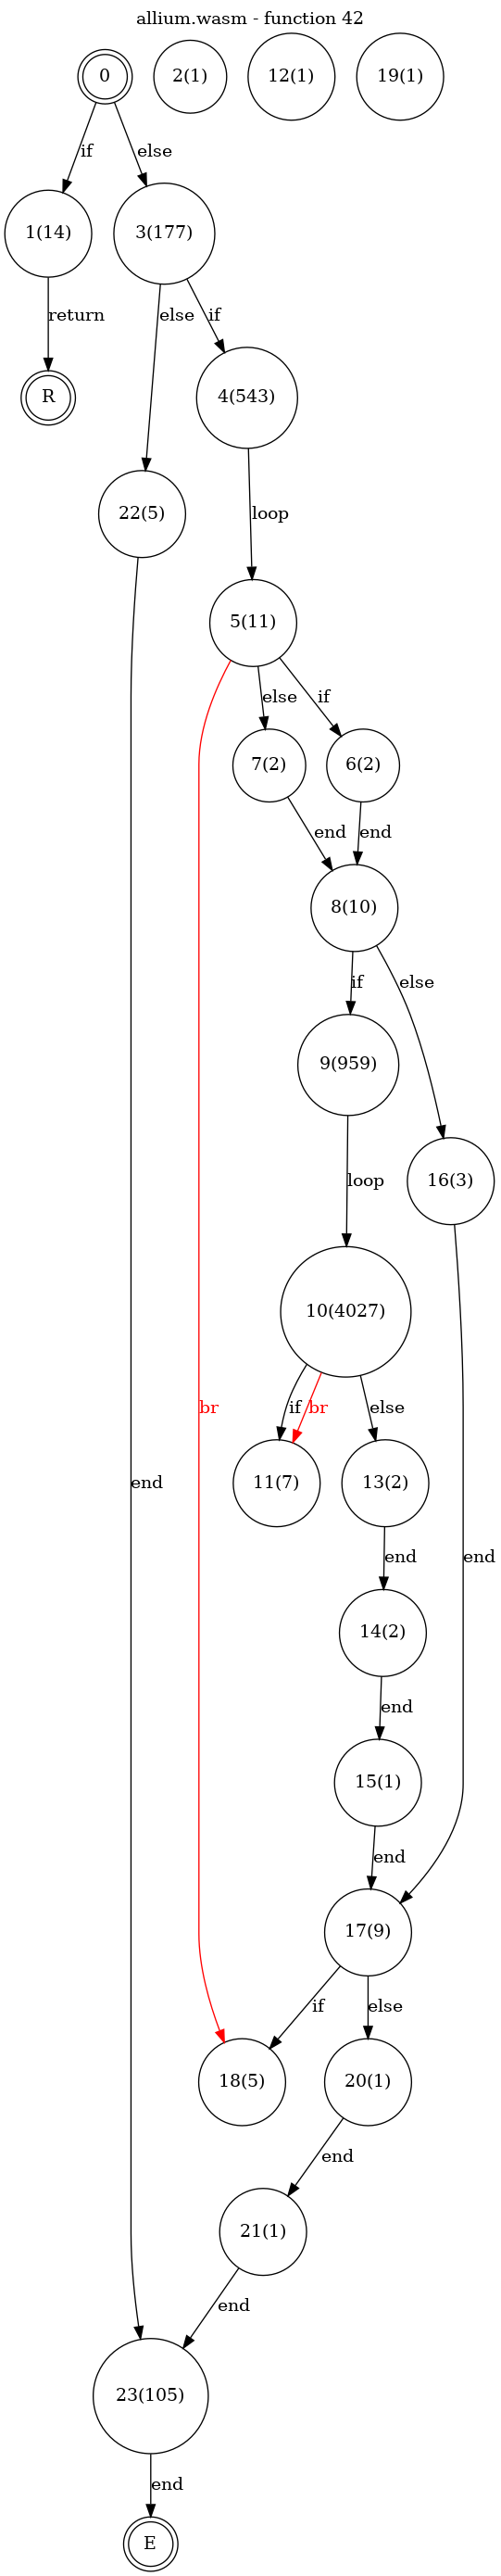 allium.wasm - function 42
0
2(1)
12(1)
19(1)
if
else
1(14)
3(177)
return
else
if
R
4(543)
22(5)
loop
5(11)
else
if
7(2)
6(2)
end
end
8(10)
if
else
9(959)
16(3)
loop
10(4027)
br
if
br
else
11(7)
13(2)
end
end
end
14(2)
end
15(1)
end
17(9)
if
else
18(5)
20(1)
end
21(1)
end
23(105)
end
E